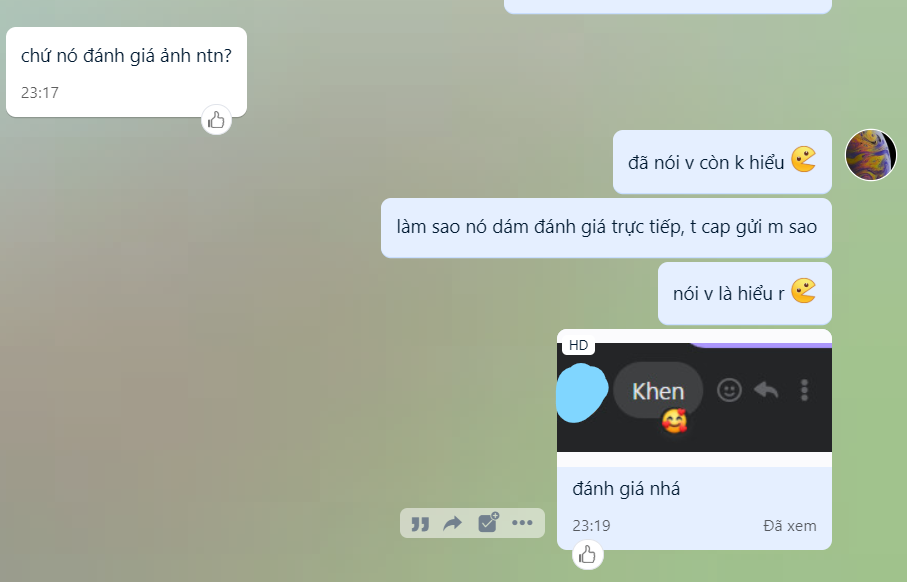 chứ nó đánh giá ảnh ntn?
23:17
đã nói v còn k hiểu
làm sao nó dám đánh giá trực tiếp, t cap gửi m sao
nói v là hiểu r
HD
Khen
đánh giá nhá
23:19 Đã xem